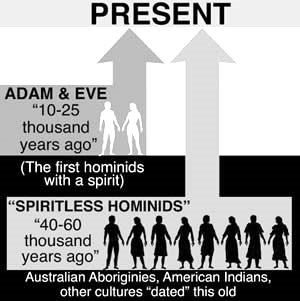 PRESENT
ADAM & EVE
“10-25
thousand
years ago”
(The first hominids
with a spirit)
“SPIRITLESS HOMINIDS”
“40-60
thousand
years ago”
Australian Aboriginies, American Indians,
other cultures “dated” this old